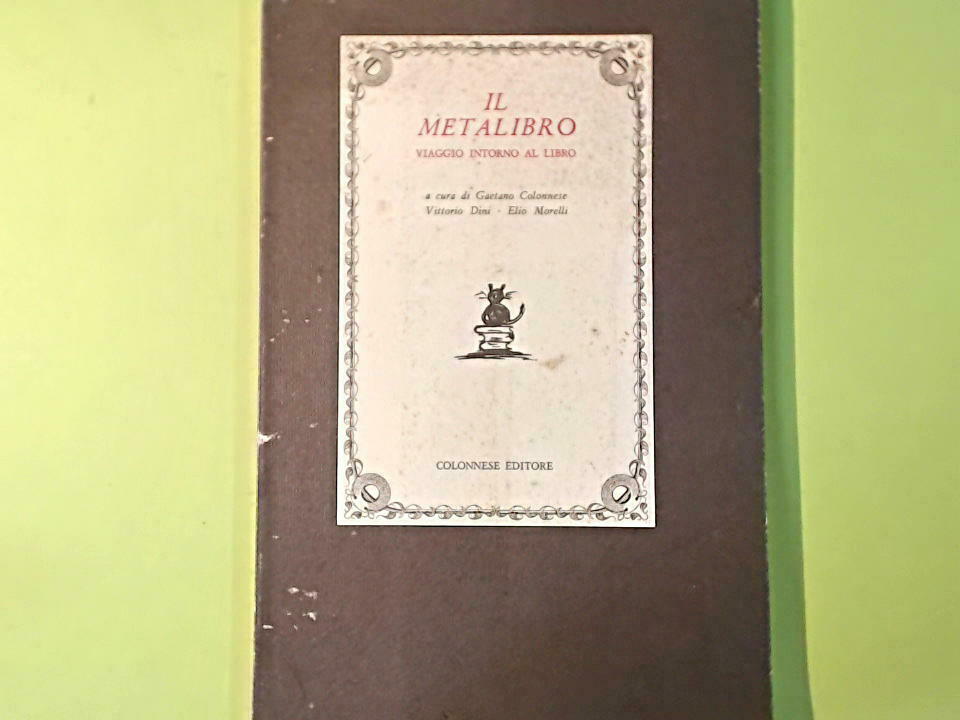 IL
METALIBRO
VIAGGIO INTORNO AL LIBRO
a cura di Gaetano Colonnese
Vittorio Dini - Elio Morelli
COLONNESE EDITORE